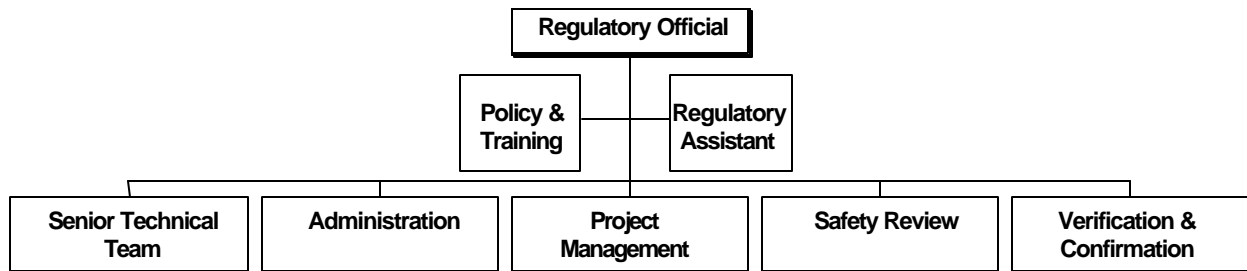 Regulatory Official
Policy &
Training
Regulatory
Assistant
Senior Technical
Team
Administration
Project
Management
Safety Review
Verification &
Confirmation